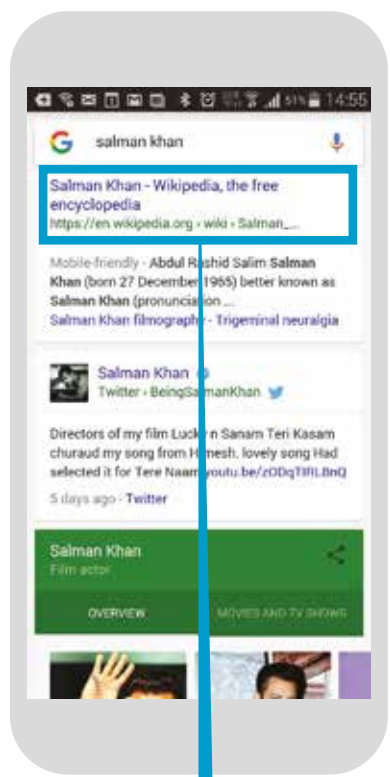 51% 14:55
G salman khan
Salman Khan - Wikipedia, the free
encyclopedia
https://en.wikipedia.org › wiki › Salman_...
Mobile-friendly - Abdul Rashid Salim Salman
Khan (born 27 December 1965) better known as
Salman Khan (pronunciation ...
Salman Khan filmography - Trigeminal neuralgia
Salman Khan
Twitter › BeingSalmanKhan
Directors of my film Lucky n Sanam Teri Kasam
churaud my song from Himesh. lovely song Had
selected it for Tere Naam youtu.be/zODqTIFiLBnQ
5 days ago - Twitter
Salman Khan
Film actor
OVERVIEW MOVIES AND TV SHOWS